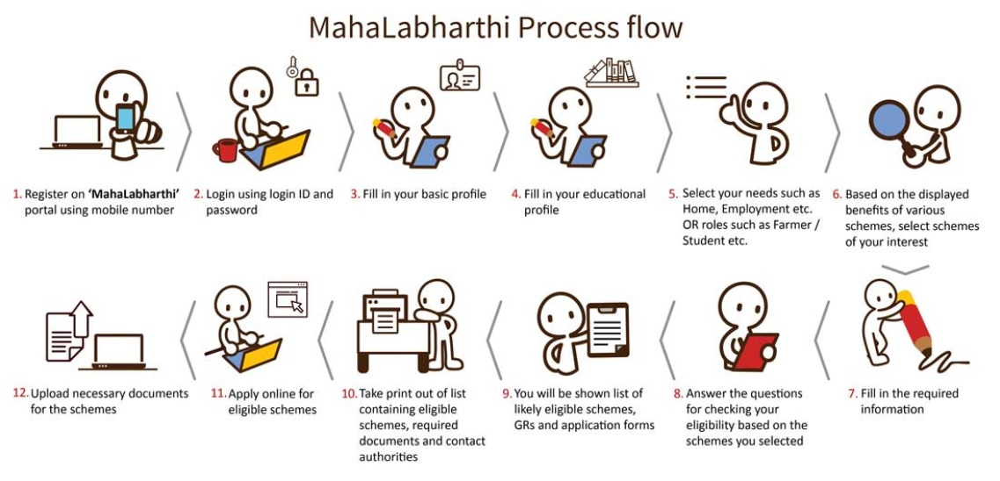 MahaLabharthi Process flow
1. Register on 'MahaLabharthi'
portal using mobile number
2. Login using login ID and
password
3. Fill in your basic profile
4. Fill in your educational
profile
5. Select your needs such as
Home, Employment etc.
OR roles such as Farmer /
Student etc.
6. Based on the displayed
benefits of various
schemes, select schemes
of your interest
7. Fill in the required
information
8. Answer the questions
for checking your
eligibility based on the
schemes you selected
9. You will be shown list of
likely eligible schemes,
GRs and application forms
10. Take print out of list
containing eligible
schemes, required
documents and contact
authorities
11. Apply online for
eligible schemes
12. Upload necessary documents
for the schemes